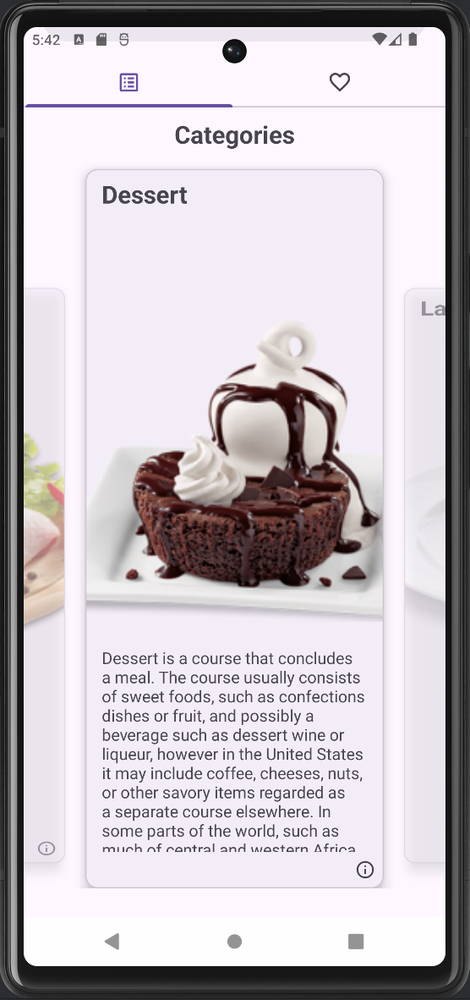 5:42
Categories
Dessert
La
Dessert is a course that concludes
a meal. The course usually consists
of sweet foods, such as confections
dishes or fruit, and possibly a
beverage such as dessert wine or
liqueur, however in the United States
it may include coffee, cheeses, nuts,
or other savory items regarded as
a separate course elsewhere. In
some parts of the world, such as
much of central and western Africa